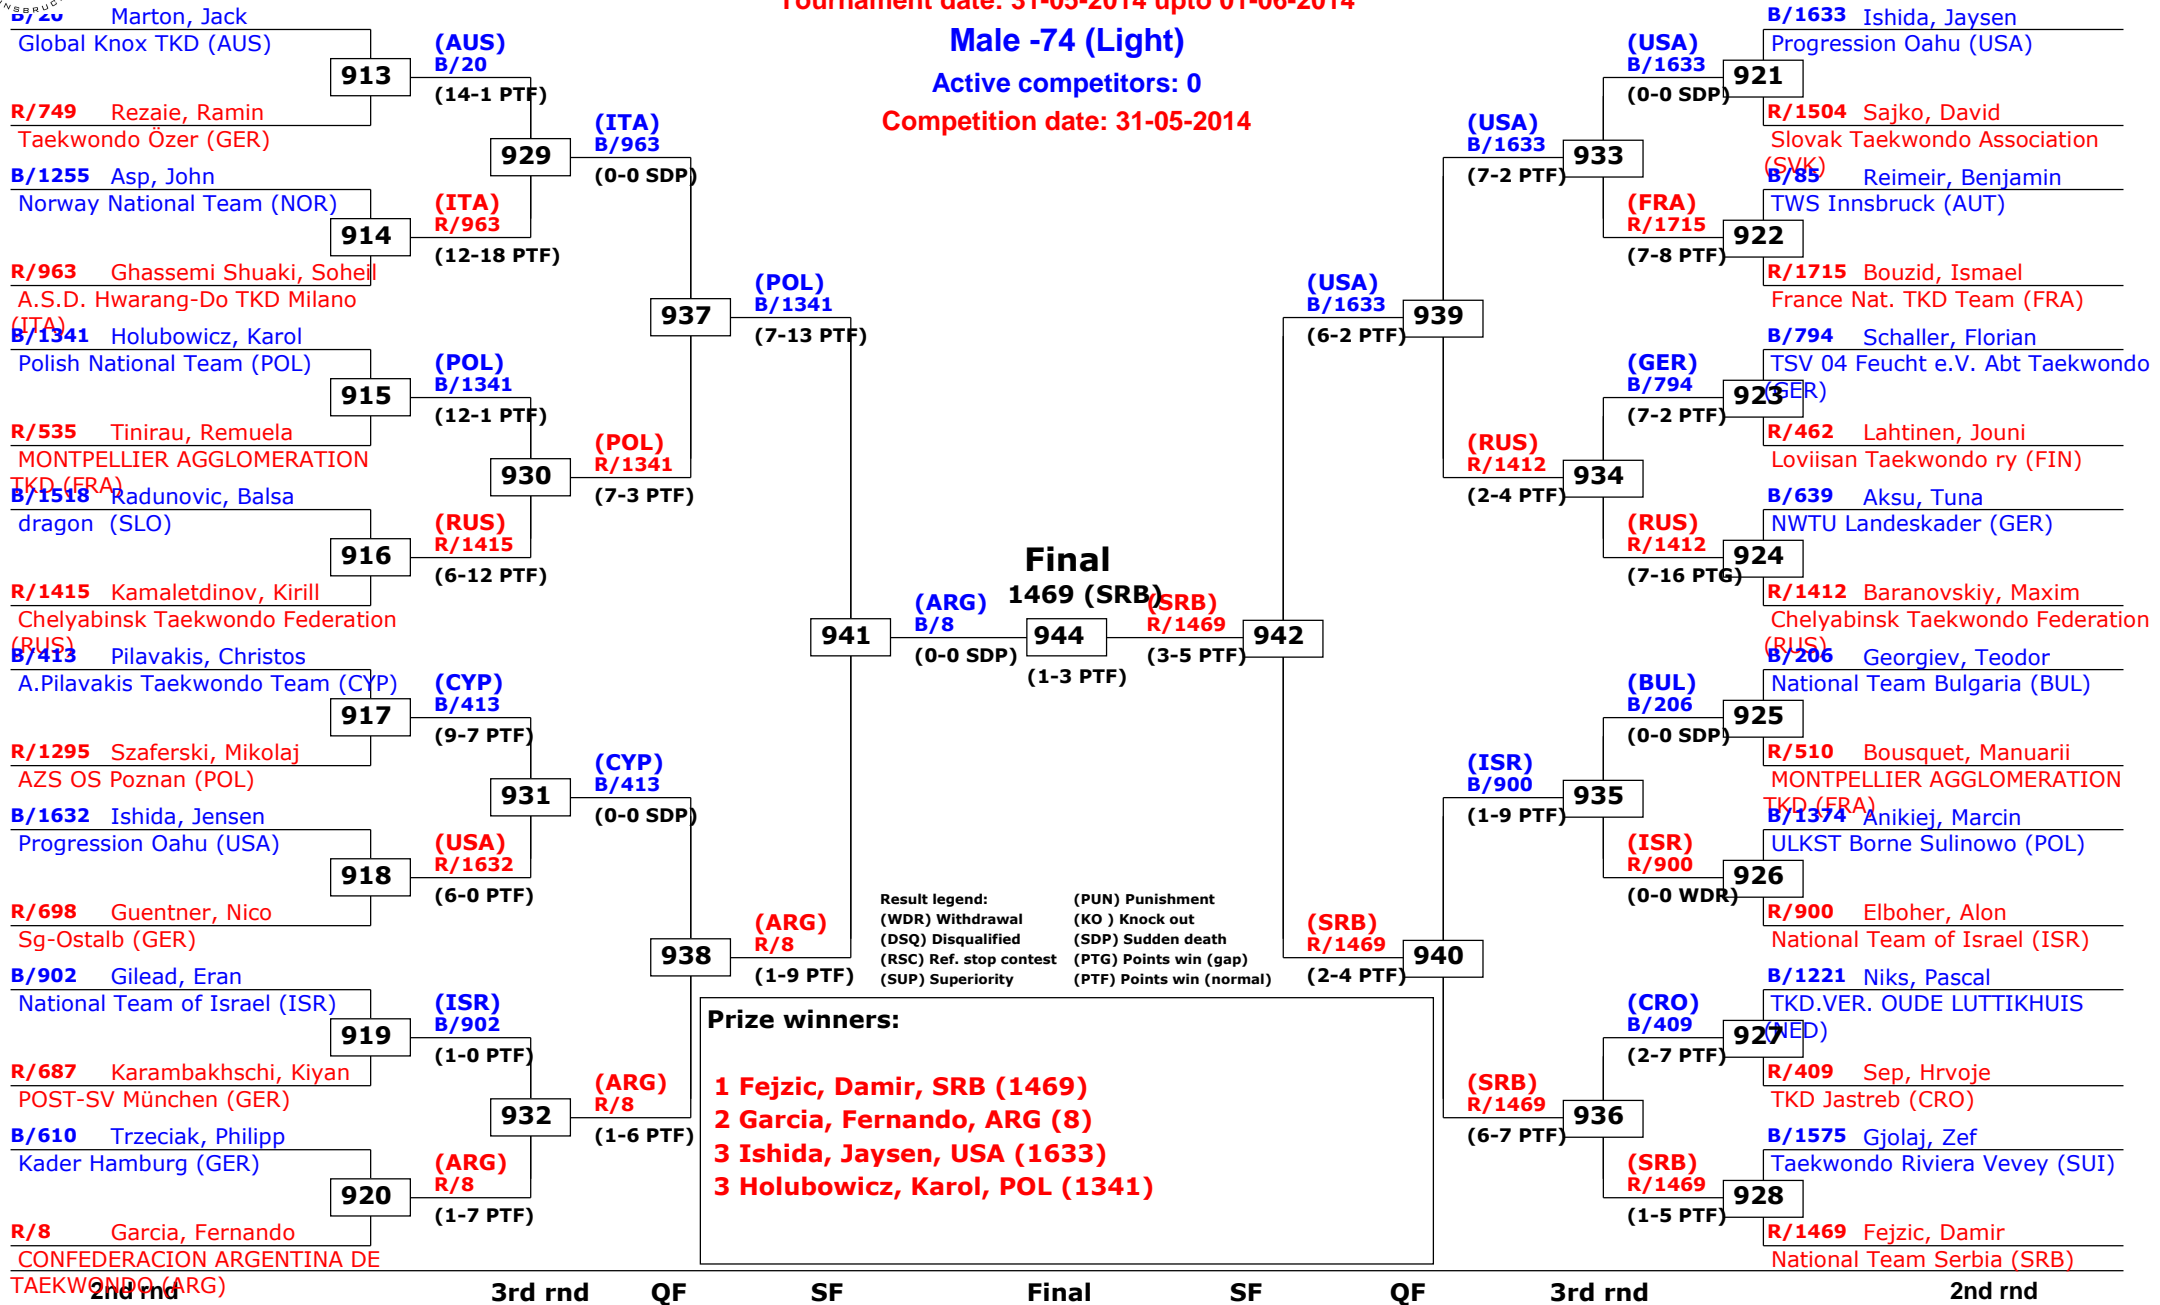 NNSBRUCK
Tournament date: 31-05-2014 upto 01-06-2014
Male -74 (Light)
Active competitors: 0
Competition date: 31-05-2014
B/20 Marton, Jack
Global Knox TKD (AUS)
913
R/749 Rezaie, Ramin
Taekwondo Özer (GER)
B/1255 Asp, John
Norway National Team (NOR)
914
R/963 Ghassemi Shuaki, Soheil
A.S.D. Hwarang-Do TKD Milano
(ITA)
B/1341 Holubowicz, Karol
Polish National Team (POL)
915
R/535 Tinirau, Remuela
MONTPELLIER AGGLOMERATION
TKD (FRA)
B/1518 Radunovic, Balsa
dragon (SLO)
916
R/1415 Kamaletdinov, Kirill
Chelyabinsk Taekwondo Federation
(RUS)
B/413 Pilavakis, Christos
A.Pilavakis Taekwondo Team (CYP)
917
R/1295 Szaferski, Mikolaj
AZS OS Poznan (POL)
B/1632 Ishida, Jensen
Progression Oahu (USA)
918
R/698 Guentner, Nico
Sg-Ostalb (GER)
B/902 Gilead, Eran
National Team of Israel (ISR)
919
R/687 Karambakhschi, Kiyan
POST-SV München (GER)
B/610 Trzeciak, Philipp
Kader Hamburg (GER)
920
R/8 Garcia, Fernando
CONFEDERACION ARGENTINA DE
TAEKWONDO (ARG)
(AUS)
B/20
(14-1 PTF)
929
(ITA)
R/963
(12-18 PTF)
(POL)
B/1341
(12-1 PTF)
930
(RUS)
R/1415
(6-12 PTF)
(CYP)
B/413
(9-7 PTF)
931
(USA)
R/1632
(6-0 PTF)
(ISR)
B/902
(1-0 PTF)
932
(ARG)
R/8
(1-7 PTF)
(ITA)
B/963
(0-0 SDP)
937
(POL)
R/1341
(7-3 PTF)
(CYP)
B/413
(0-0 SDP)
938
(ARG)
R/8
(1-6 PTF)
(POL)
B/1341
(7-13 PTF)
941
(ARG)
R/8
(1-9 PTF)
(ARG)
B/8
(0-0 SDP)
Final
1469 (SRB)
944
(1-3 PTF)
(SRB)
R/1469
(3-5 PTF)
942
(USA)
B/1633
(6-2 PTF)
939
(SRB)
R/1469
(2-4 PTF)
940
(USA)
B/1633
(7-2 PTF)
933
(RUS)
R/1412
(2-4 PTF)
934
(ISR)
B/900
(1-9 PTF)
935
(SRB)
R/1469
(6-7 PTF)
936
(USA)
B/1633
(0-0 SDP)
921
(FRA)
R/1715
(7-8 PTF)
922
(GER)
B/794
(7-2 PTF)
923
(RUS)
R/1412
(7-16 PTG)
924
(BUL)
B/206
(0-0 SDP)
925
(ISR)
R/900
(0-0 WDR)
926
(CRO)
B/409
(2-7 PTF)
927
(SRB)
R/1469
(1-5 PTF)
928
B/1633 Ishida, Jaysen
Progression Oahu (USA)
R/1504 Sajko, David
Slovak Taekwondo Association
(SVK)
B/85 Reimeir, Benjamin
TWS Innsbruck (AUT)
R/1715 Bouzid, Ismael
France Nat. TKD Team (FRA)
B/794 Schaller, Florian
TSV 04 Feucht e.V. Abt Taekwondo
(GER)
R/462 Lahtinen, Jouni
Loviisan Taekwondo ry (FIN)
B/639 Aksu, Tuna
NWTU Landeskader (GER)
R/1412 Baranovskiy, Maxim
Chelyabinsk Taekwondo Federation
(RUS)
B/206 Georgiev, Teodor
National Team Bulgaria (BUL)
R/510 Bousquet, Manuarii
MONTPELLIER AGGLOMERATION
TKD (FRA)
B/1374 Anikiej, Marcin
ULKST Borne Sulinowo (POL)
R/900 Elboher, Alon
National Team of Israel (ISR)
B/1221 Niks, Pascal
TKD.VER. OUDE LUTTIKHUIS
(NED)
R/409 Sep, Hrvoje
TKD Jastreb (CRO)
B/1575 Gjolaj, Zef
Taekwondo Riviera Vevey (SUI)
R/1469 Fejzic, Damir
National Team Serbia (SRB)
Result legend: (PUN) Punishment
(WDR) Withdrawal (KO ) Knock out
(DSQ) Disqualified (SDP) Sudden death
(RSC) Ref. stop contest (PTG) Points win (gap)
(SUP) Superiority (PTF) Points win (normal)
Prize winners:
1 Fejzic, Damir, SRB (1469)
2 Garcia, Fernando, ARG (8)
3 Ishida, Jaysen, USA (1633)
3 Holubowicz, Karol, POL (1341)
2nd rnd 3rd rnd QF SF Final SF QF 3rd rnd 2nd rnd